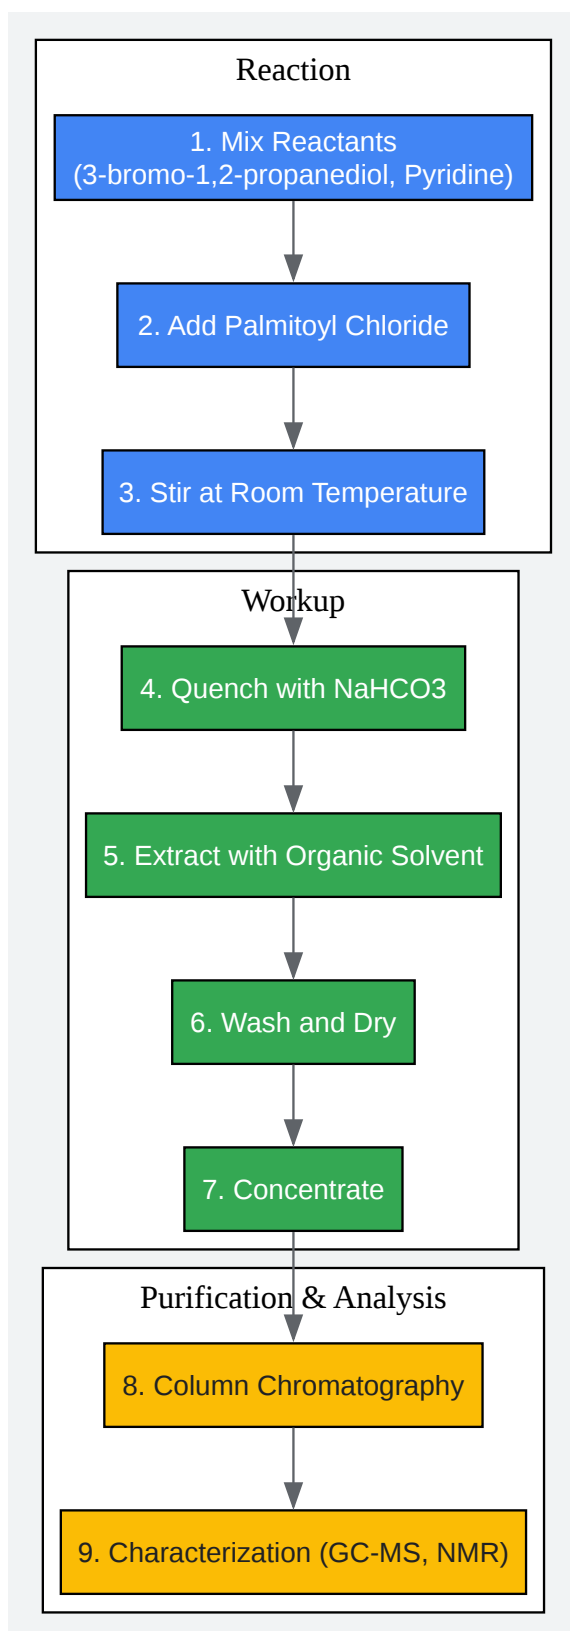 Reaction
1. Mix Reactants
(3-bromo-1,2-propanediol, Pyridine)
2. Add Palmitoyl Chloride
3. Stir at Room Temperature
Workup
4. Quench with NaHCO3
5. Extract with Organic Solvent
6. Wash and Dry
7. Concentrate
Purification & Analysis
8. Column Chromatography
9. Characterization (GC-MS, NMR)